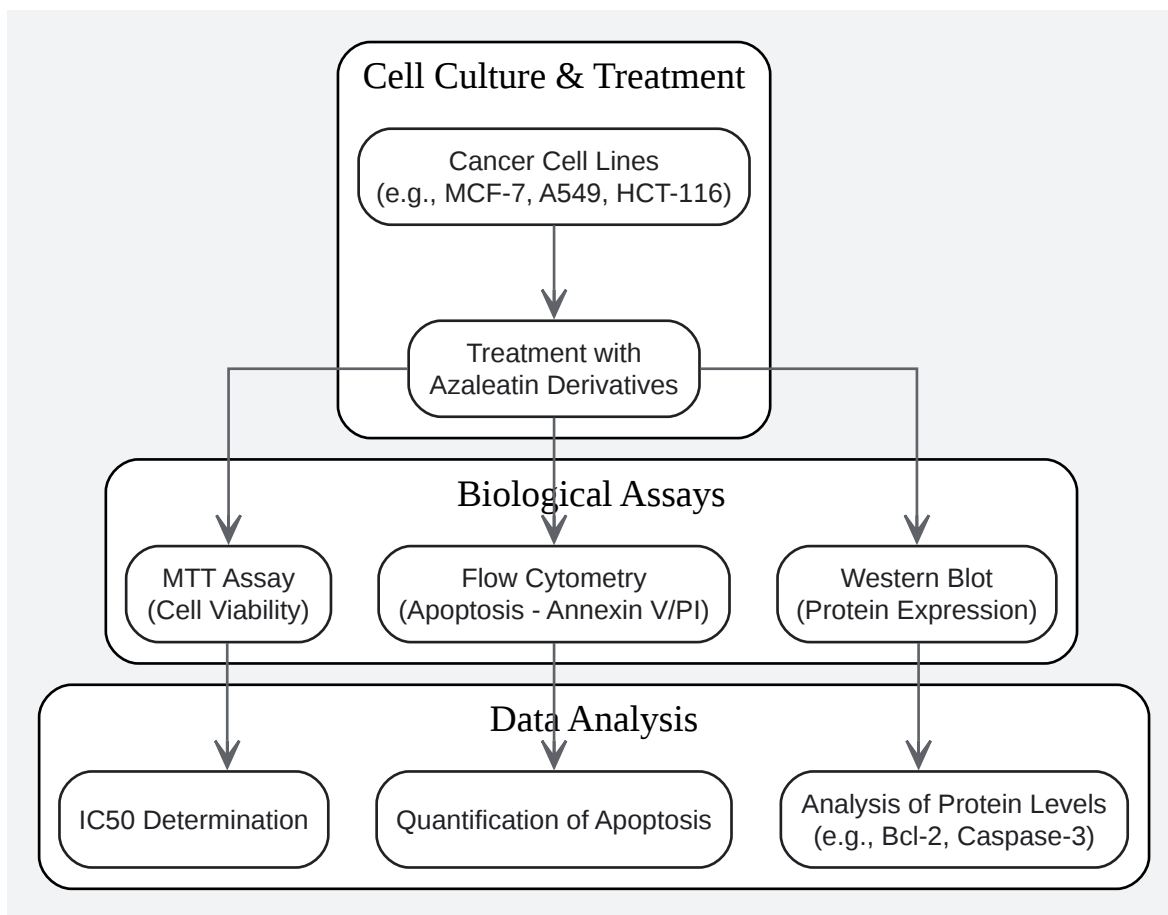 Cell Culture & Treatment
Cancer Cell Lines
(e.g., MCF-7, A549, HCT-116)
Treatment with
Azaleatin Derivatives
Biological Assays
MTT Assay
(Cell Viability)
Flow Cytometry
(Apoptosis - Annexin V/PI)
Western Blot
(Protein Expression)
Data Analysis
IC50 Determination
Quantification of Apoptosis
Analysis of Protein Levels
(e.g., Bcl-2, Caspase-3)